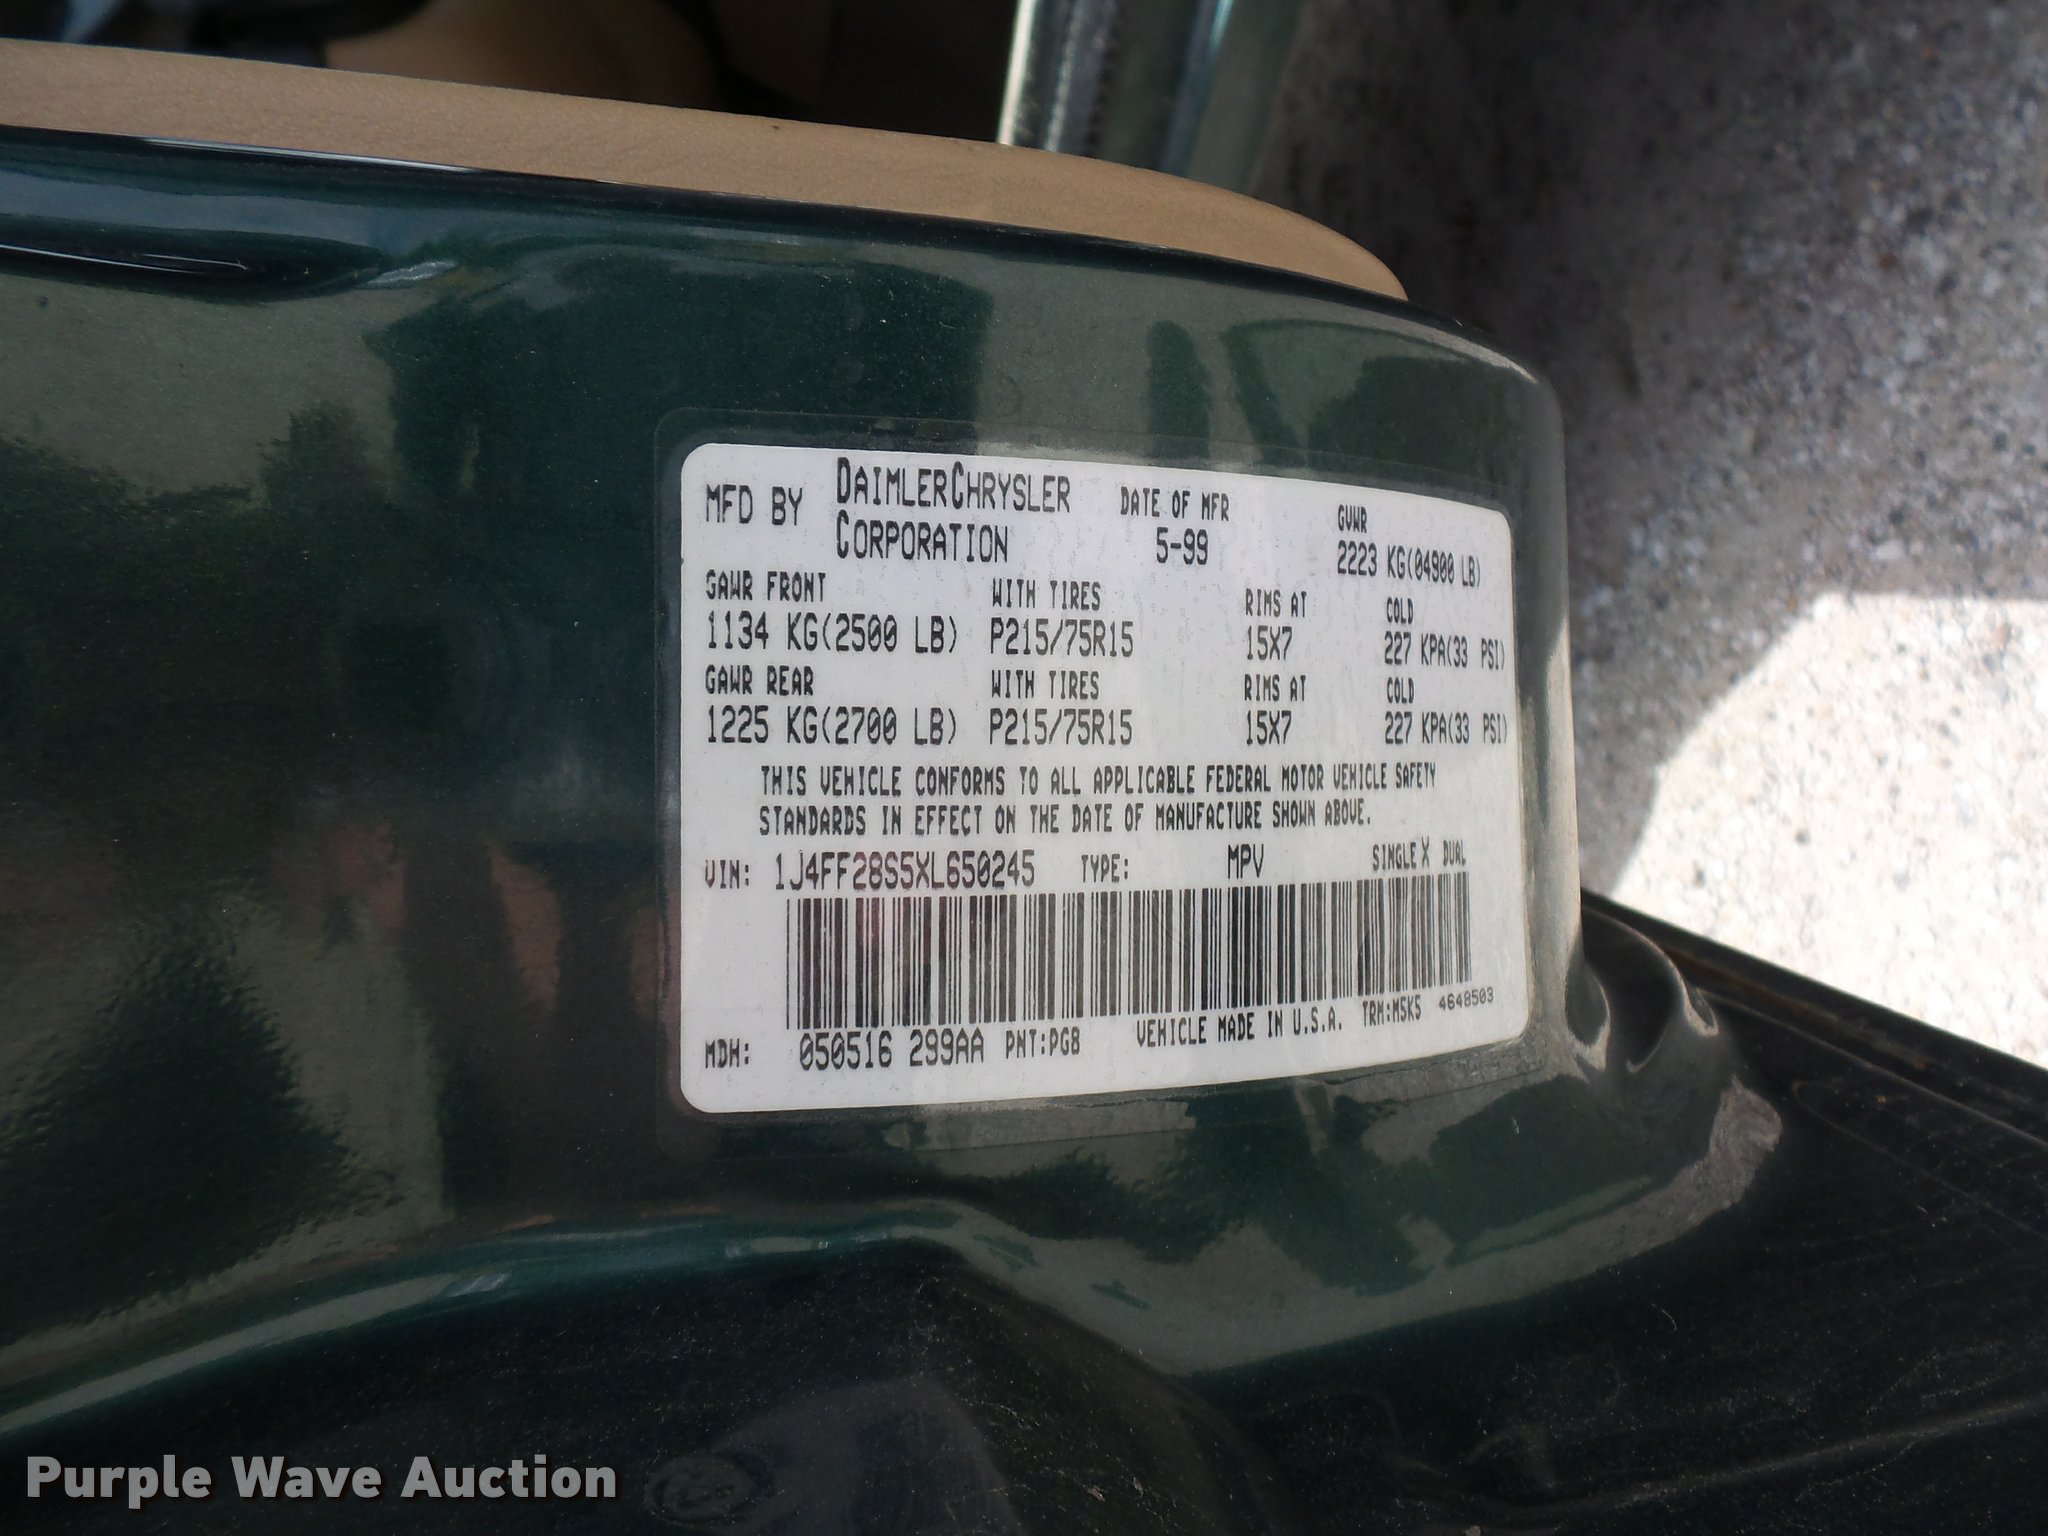 MFD BY DAIMLERCHRYSLER CORPORATION DATE OF MFR 5-99 GVWR 2223 KG(04900 LB)
GAWR FRONT WITH TIRES RIMS AT COLD
1134 KG(2500 LB) P215/75R15 15X7 227 KPA(33 PSI)
GAWR REAR WITH TIRES RIMS AT COLD
1225 KG(2700 LB) P215/75R15 15X7 227 KPA(33 PSI)
THIS VEHICLE CONFORMS TO ALL APPLICABLE FEDERAL MOTOR VEHICLE SAFETY
STANDARDS IN EFFECT ON THE DATE OF MANUFACTURE SHOWN ABOVE.
VIN: 1J4FF28S5XL650245 TYPE: MPV SINGLE X DUAL
MDH: 050516 299AA PNT:PG8 VEHICLE MADE IN U.S.A. TRM:M5K5 4648503
Purple Wave Auction